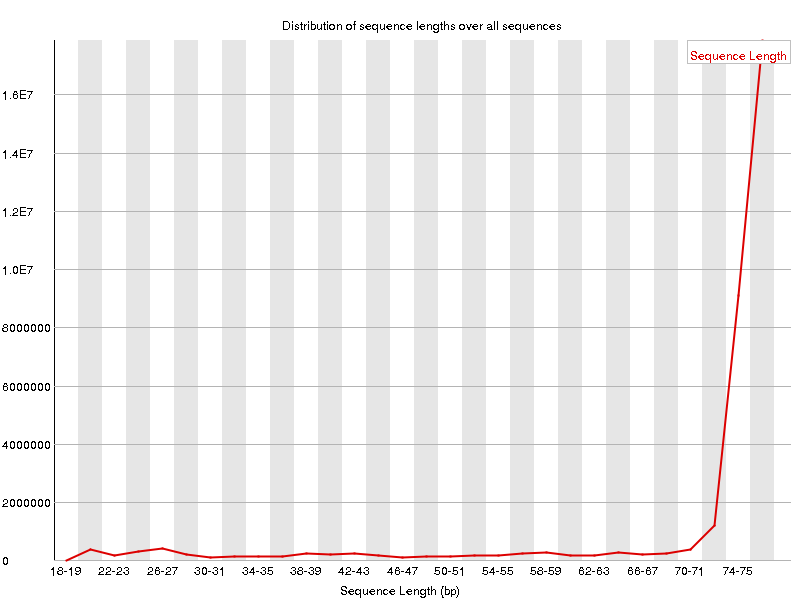 Distribution of sequence lengths over all sequences
Sequence Length
1.6E7
1.4E7
1.2E7
1.0E7
8000000
6000000
4000000
2000000
0
18-19 22-23 26-27 30-31 34-35 38-39 42-43 46-47 50-51 54-55 58-59 62-63 66-67 70-71 74-75
Sequence Length (bp)